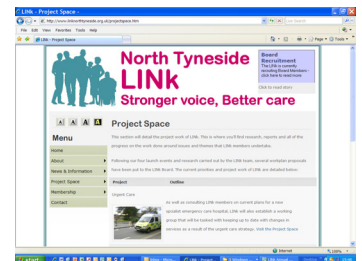 LINk - Project Space -
http://www.linknorthtyneside.org.uk/projectspace.htm
File Edit View Favorites Tools Help
LINk - Project Space
Page Tools
North Tyneside
LINk
Stronger voice, Better care
Board
Recruitment
The LINk is currently
recruiting Board Members -
click here to read more
Click to read story
A A A A
Project Space
Menu
This section will detail the project work of LINk. This is where you'll find research, reports and all of the
progress on the work done around issues and themes that LINk members undertake.
Home
About
News & Information
Project Space
Membership
Contact
Following our four launch events and research carried out by the LINk team, several workplan proposals
have been put to the LINk Board. The current priorities and project work of LINk are detailed below:
Project Outline
Urgent Care
As well as consulting LINk members on current plans for a new
specialist emergency care hospital, LINk will also establish a working
group that will be tasked with keeping up to date with changes in
services as a result of the urgent care strategy. Visit the Project Space
Internet
start